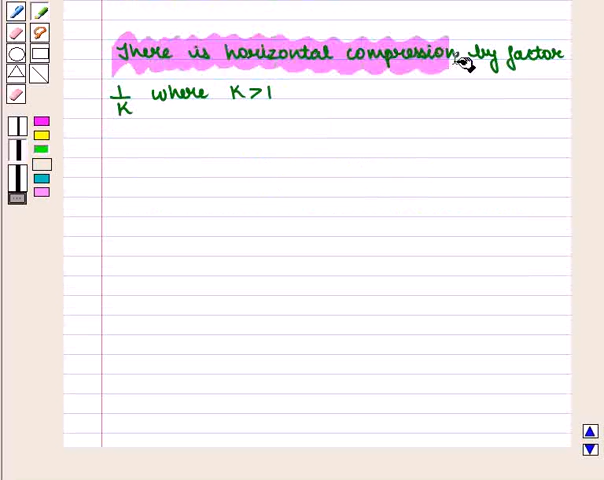 There is horizontal compression by factor
1/K where K > 1